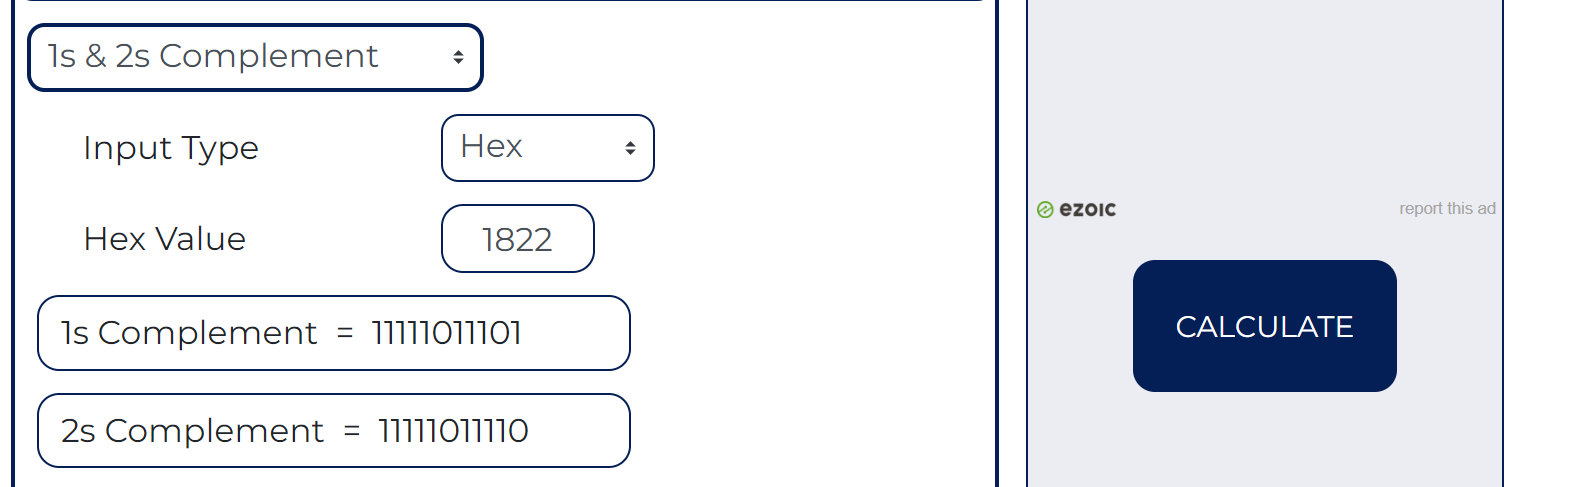 1s & 2s Complement
Input Type
Hex
Hex Value
1822
1s Complement = 11111011101
2s Complement = 11111011110
ezoic
report this ad
CALCULATE